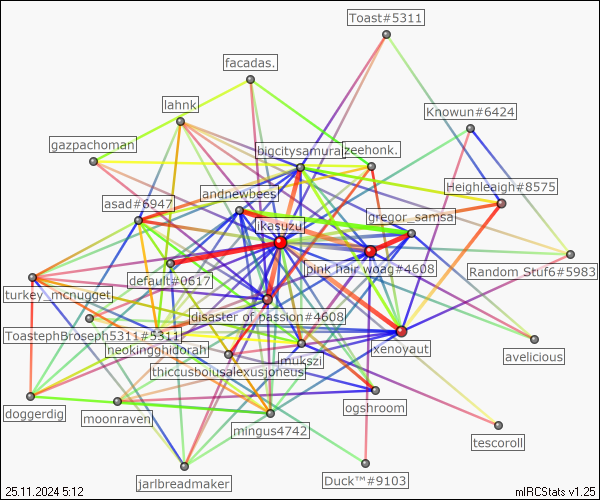 Toast#5311
facadas.
lahnk
Knowun#6424
gazpachoman
bigcitysamurai
zeehonk.
Heighleaigh#8575
andnewbees
asad#6947
gregor_samsa
ikasuzu
pink hair woag#4608
Random_Stuf6#5983
default#0617
turkey_mcnugget
disaster of passion#4608
ToastephBroseph5311#5311
neokingghidorah
xenoyaut
avelicious
mukszi
thiccusboiusalexusjoneus
doggerdig
moonraven
ogshroom
mingus4742
tescoroll
jarlbreadmaker
Duck™#9103
25.11.2024 5:12
mIRCStats v1.25